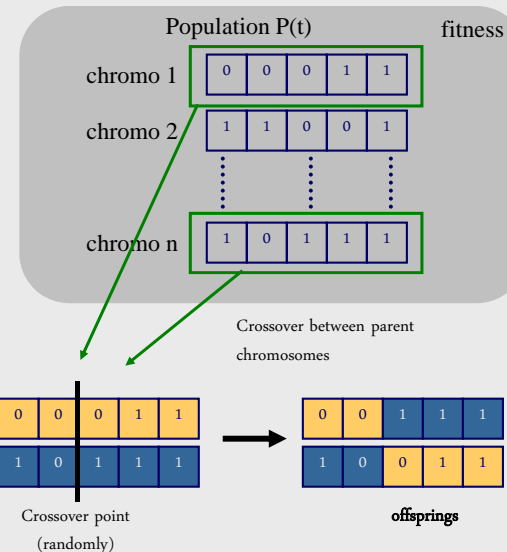 Population P(t) fitness
chromo 1 0 0 0 1 1
chromo 2 1 1 0 0 1
chromo n 1 0 1 1 1
Crossover between parent
chromosomes
0 0 0 1 1 0 0 1 1 1
1 0 1 1 1 1 0 0 1 1
Crossover point
(randomly)
offsprings